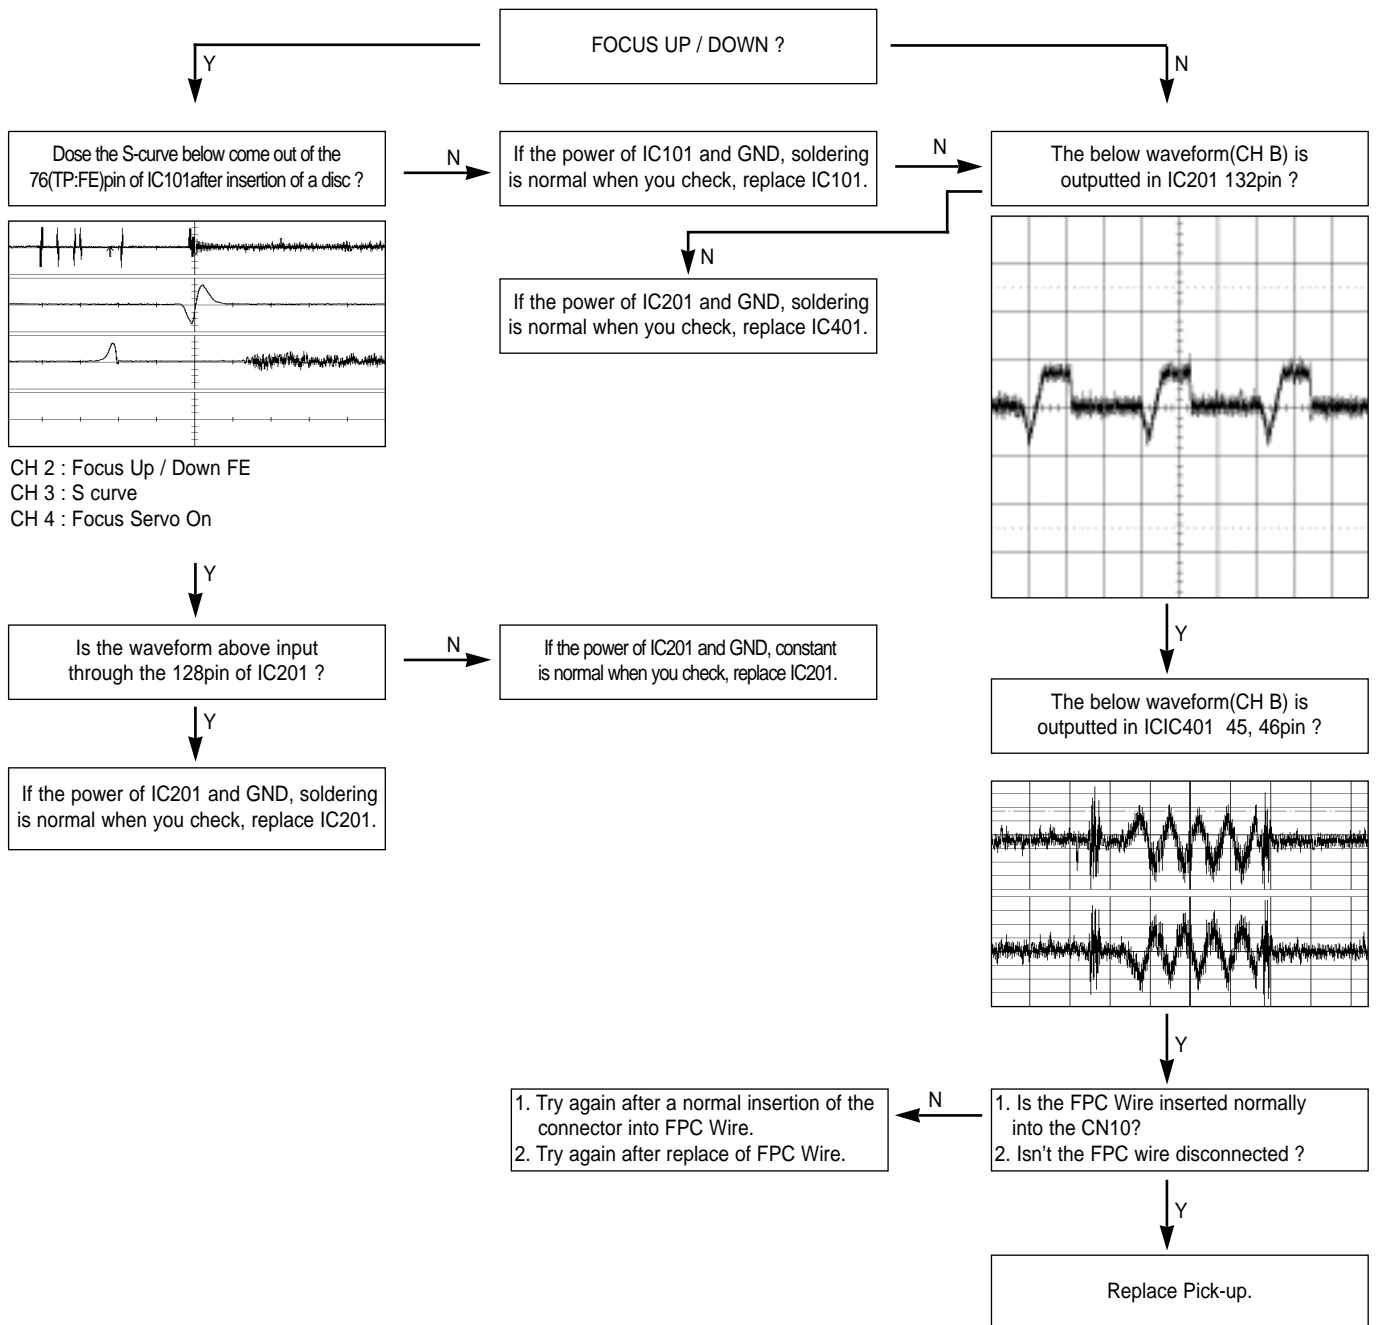 FOCUS UP / DOWN ?
Y
N
Dose the S-curve below come out of the
76(TP:FE)pin of IC101after insertion of a disc ?
N
If the power of IC101 and GND, soldering
is normal when you check, replace IC101.
N
The below waveform(CH B) is
outputted in IC201 132pin ?
N
If the power of IC201 and GND, soldering
is normal when you check, replace IC401.
CH 2 : Focus Up / Down FE
CH 3 : S curve
CH 4 : Focus Servo On
Y
Is the waveform above input
through the 128pin of IC201 ?
N
If the power of IC201 and GND, constant
is normal when you check, replace IC201.
Y
If the power of IC201 and GND, soldering
is normal when you check, replace IC201.
Y
The below waveform(CH B) is
outputted in ICIC401 45, 46pin ?
Y
1. Is the FPC Wire inserted normally
into the CN10?
2. Isn't the FPC wire disconnected ?
N
1. Try again after a normal insertion of the
connector into FPC Wire.
2. Try again after replace of FPC Wire.
Y
Replace Pick-up.